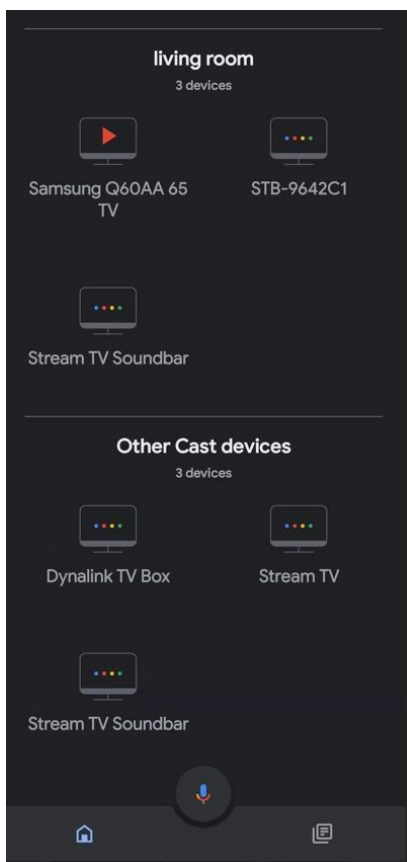 living room
3 devices
Samsung Q60AA 65
TV
STB-9642C1
Stream TV Soundbar
Other Cast devices
3 devices
Dynalink TV Box
Stream TV
Stream TV Soundbar